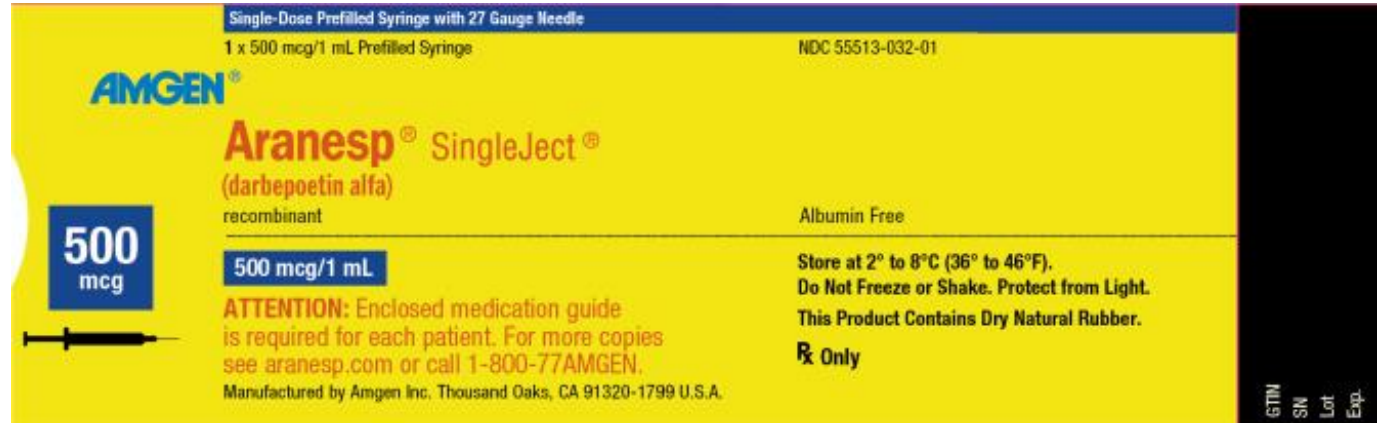 Single-Dose Prefilled Syringe with 27 Gauge Needle
1 x 500 mcg/1 mL Prefilled Syringe
NDC 55513-032-01
AMGEN®
Aranesp® SingleJect®
(darbepoetin alfa)
recombinant
Albumin Free
500
mcg
500 mcg/1 mL
ATTENTION: Enclosed medication guide
is required for each patient. For more copies
see aranesp.com or call 1-800-77AMGEN.
Manufactured by Amgen Inc. Thousand Oaks, CA 91320-1799 U.S.A.
Store at 2° to 8°C (36° to 46°F).
Do Not Freeze or Shake. Protect from Light.
This Product Contains Dry Natural Rubber.
Rx Only
GTIN
SN
Lot
Exp.